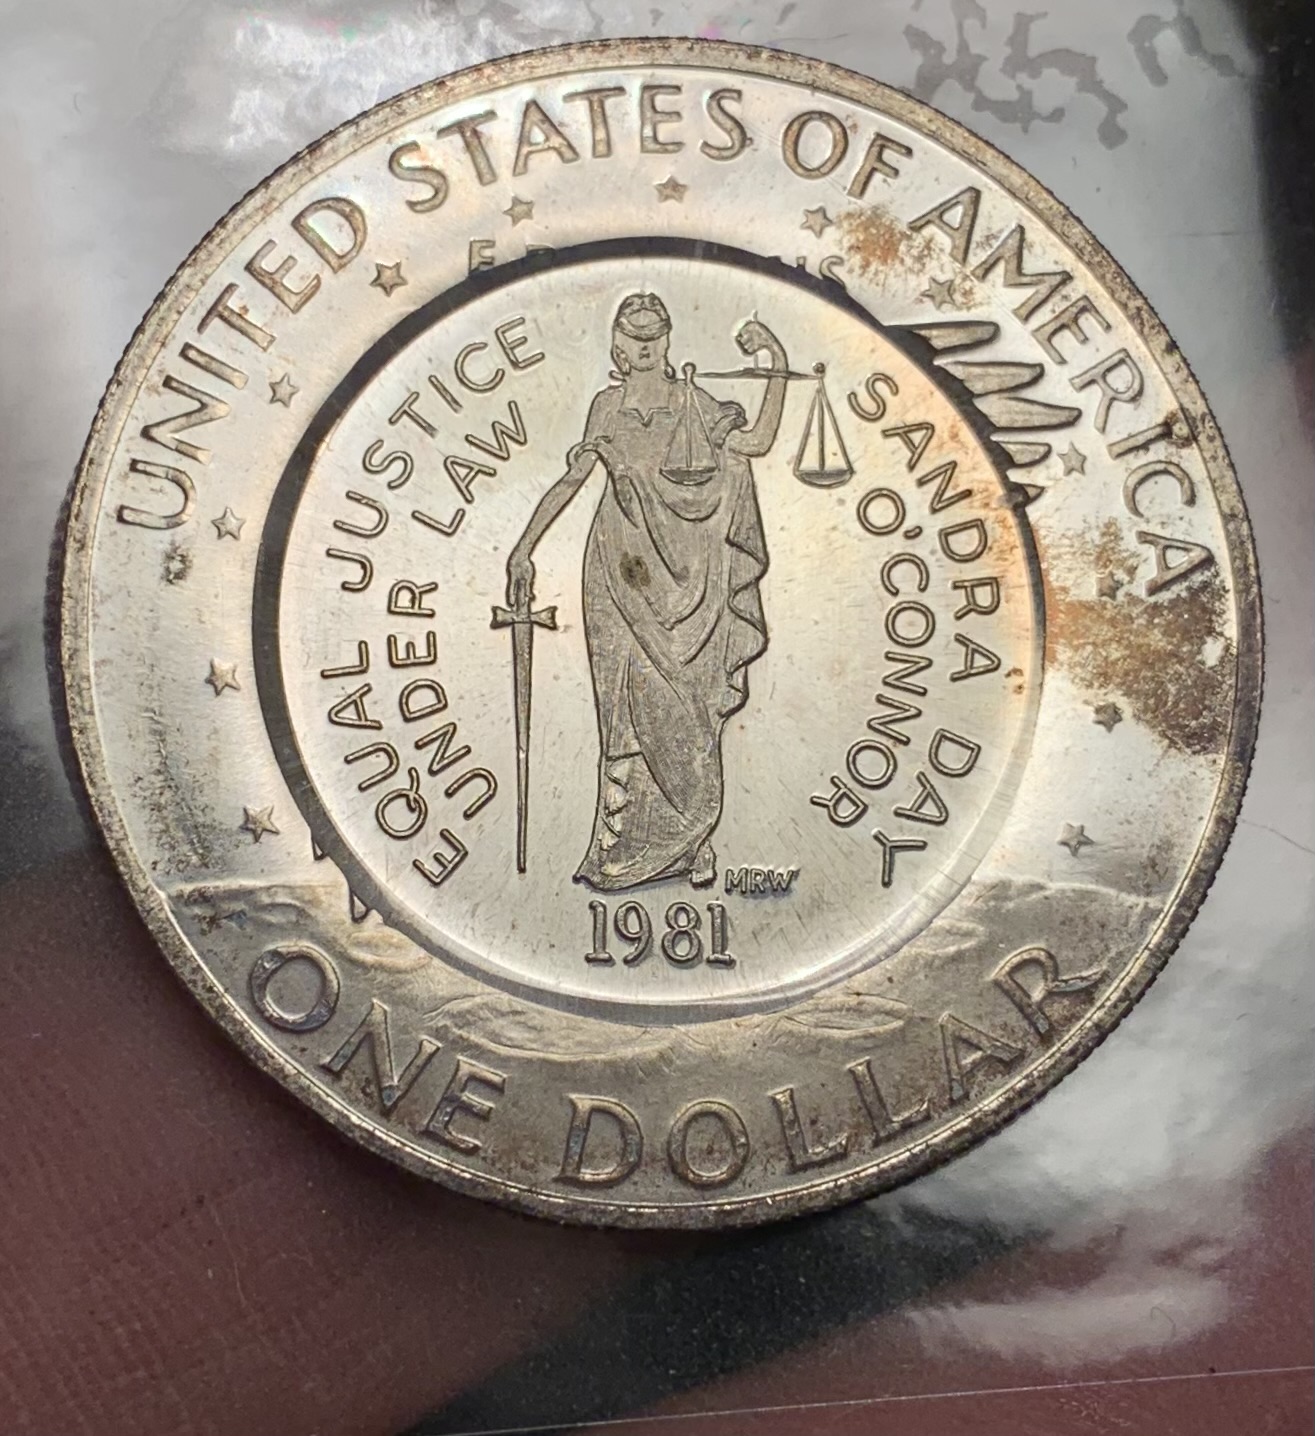 UNITED STATES OF AMERICA
EQUAL JUSTICE
UNDER LAW
SANDRA DAY
O'CONNOR
MRW
1981
ONE DOLLAR